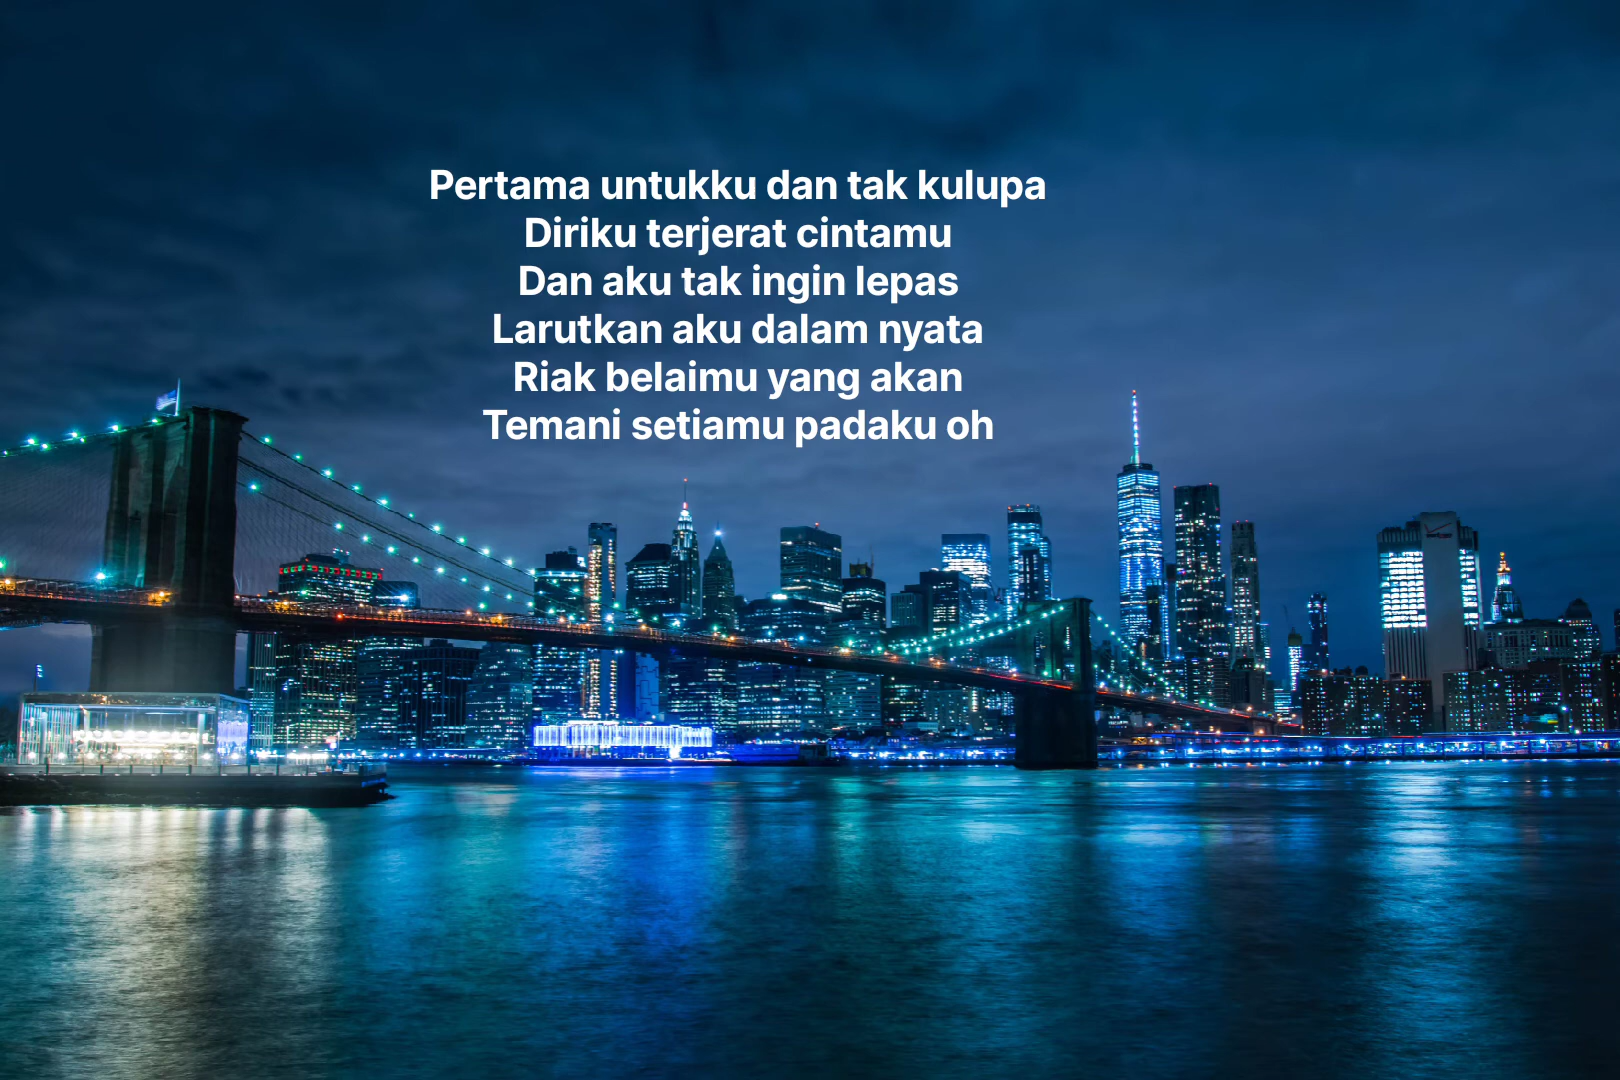 Pertama untukku dan tak kulupa
Diriku terjerat cintamu
Dan aku tak ingin lepas
Larutkan aku dalam nyata
Riak belaimu yang akan
Temani setiamu padaku oh
verizon